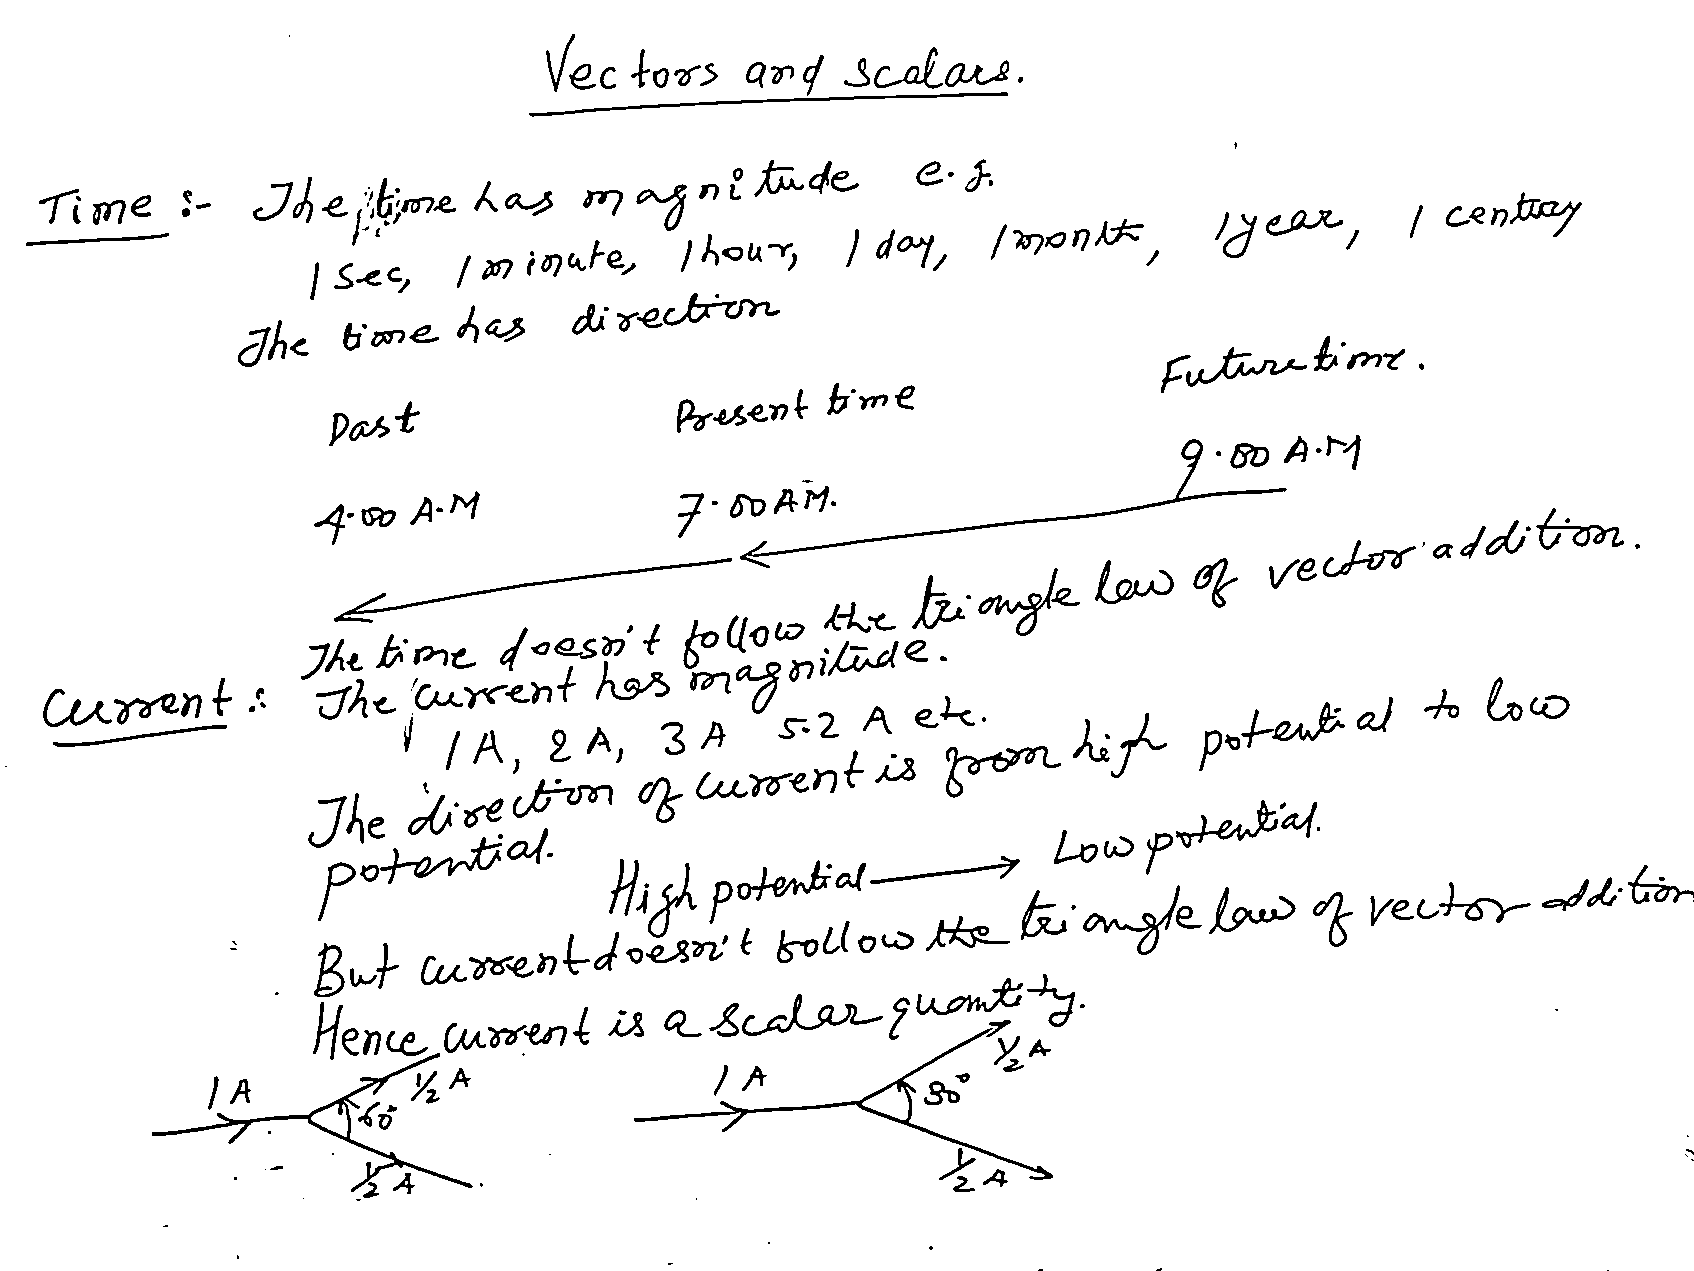 Vectors and scalars.
Time :- The time has magnitude e.g.
1 Sec, 1 minute, 1 hour, 1 day, 1 month, 1 year, 1 century
The time has direction
Past Present time Future time.
4.00 A.M 7.00 A.M. 9.00 A.M
The time doesn't follow the triangle law of vector addition.
Current : The current has magnitude.
1 A, 2 A, 3 A 5.2 A etc.
The direction of current is from high potential to low
potential.
High potential → Low potential.
But current doesn't follow the triangle law of vector addition
Hence current is a scalar quantity.
1 A 1/2 A 60° 1/2 A
1 A 1/2 A 90° 1/2 A